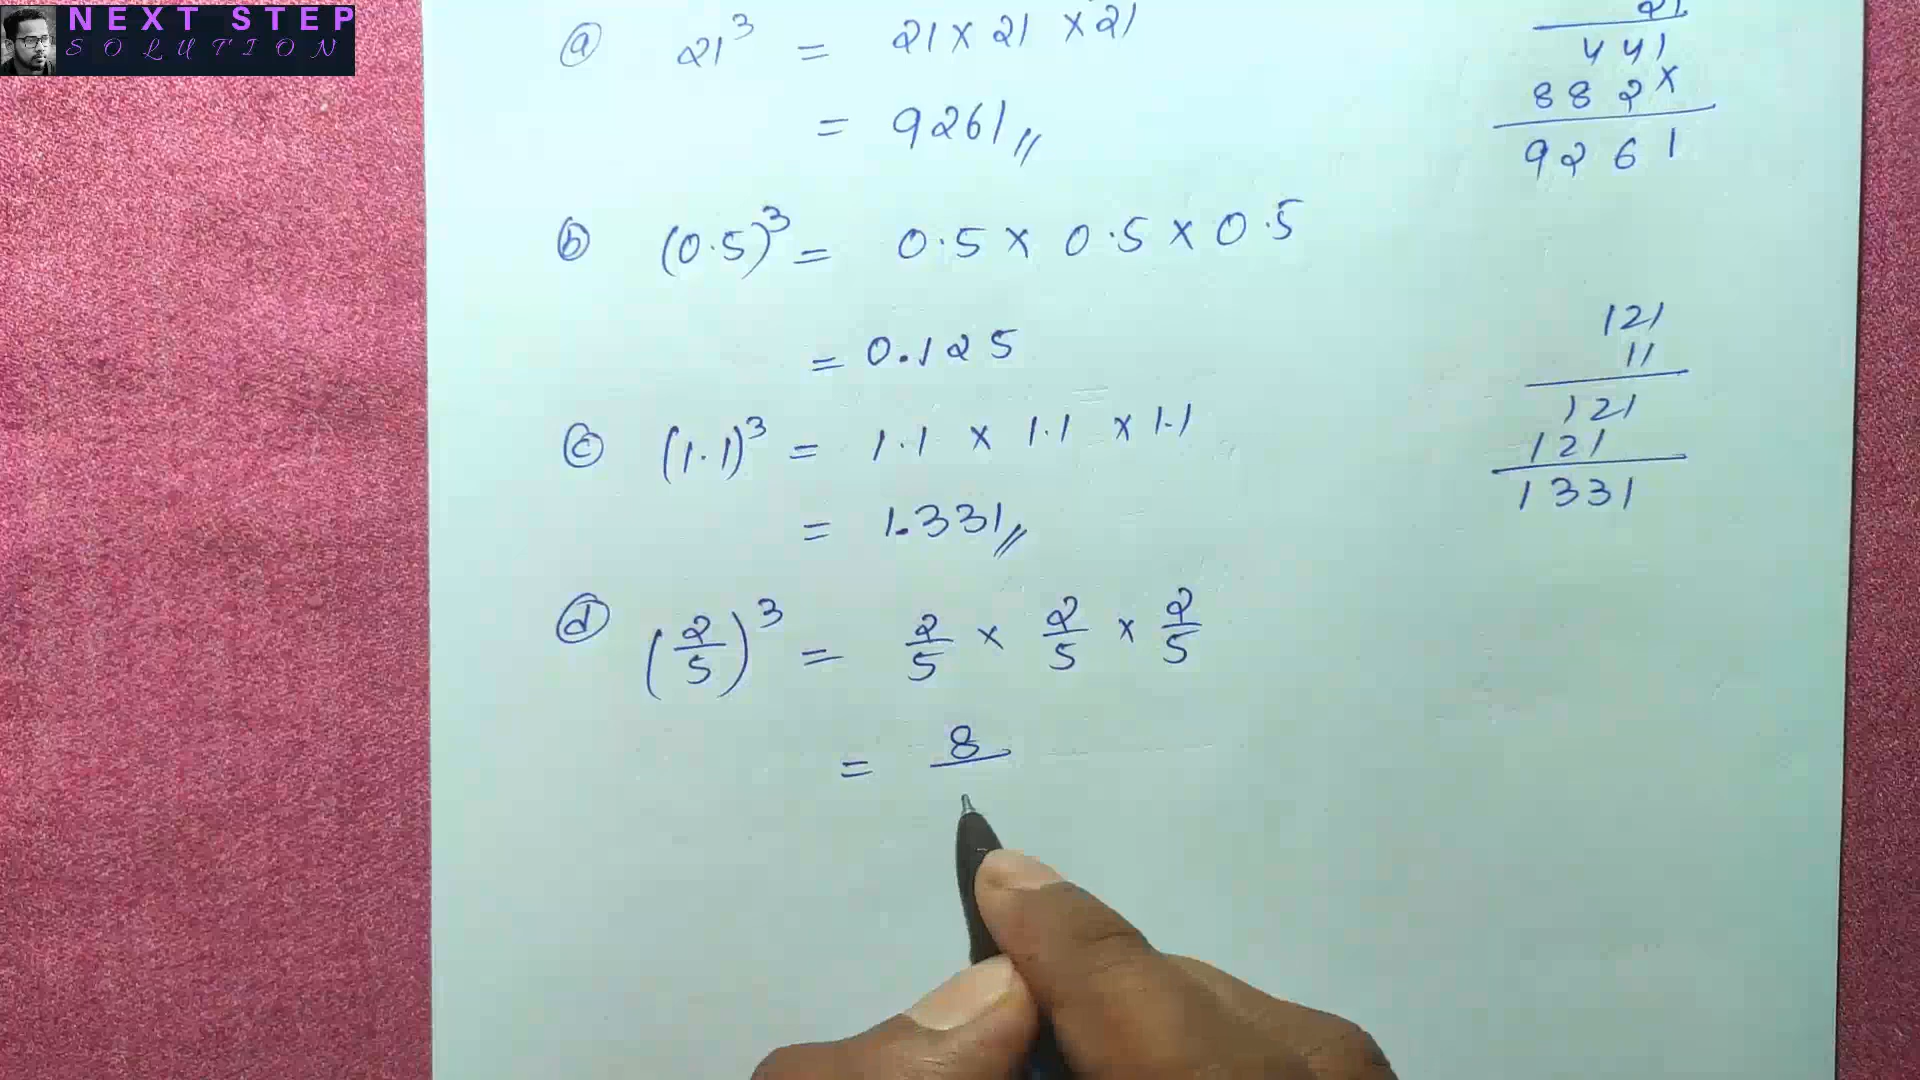 NEXT STEP
SOLUTION
(a) 21³ = 21 × 21 × 21
= 9261 //
(b) (0.5)³ = 0.5 × 0.5 × 0.5
= 0.125
(c) (1.1)³ = 1.1 × 1.1 × 1.1
= 1.331 //
(d) (2/5)³ = 2/5 × 2/5 × 2/5
= 8
21
441
882×
9261
121
11
121
121
1331